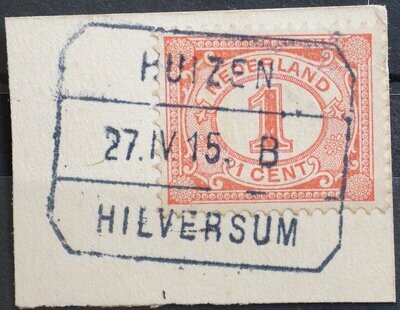 HUIZEN
NEDERLAND
1
27.IV.15. B
1 CENT
HILVERSUM